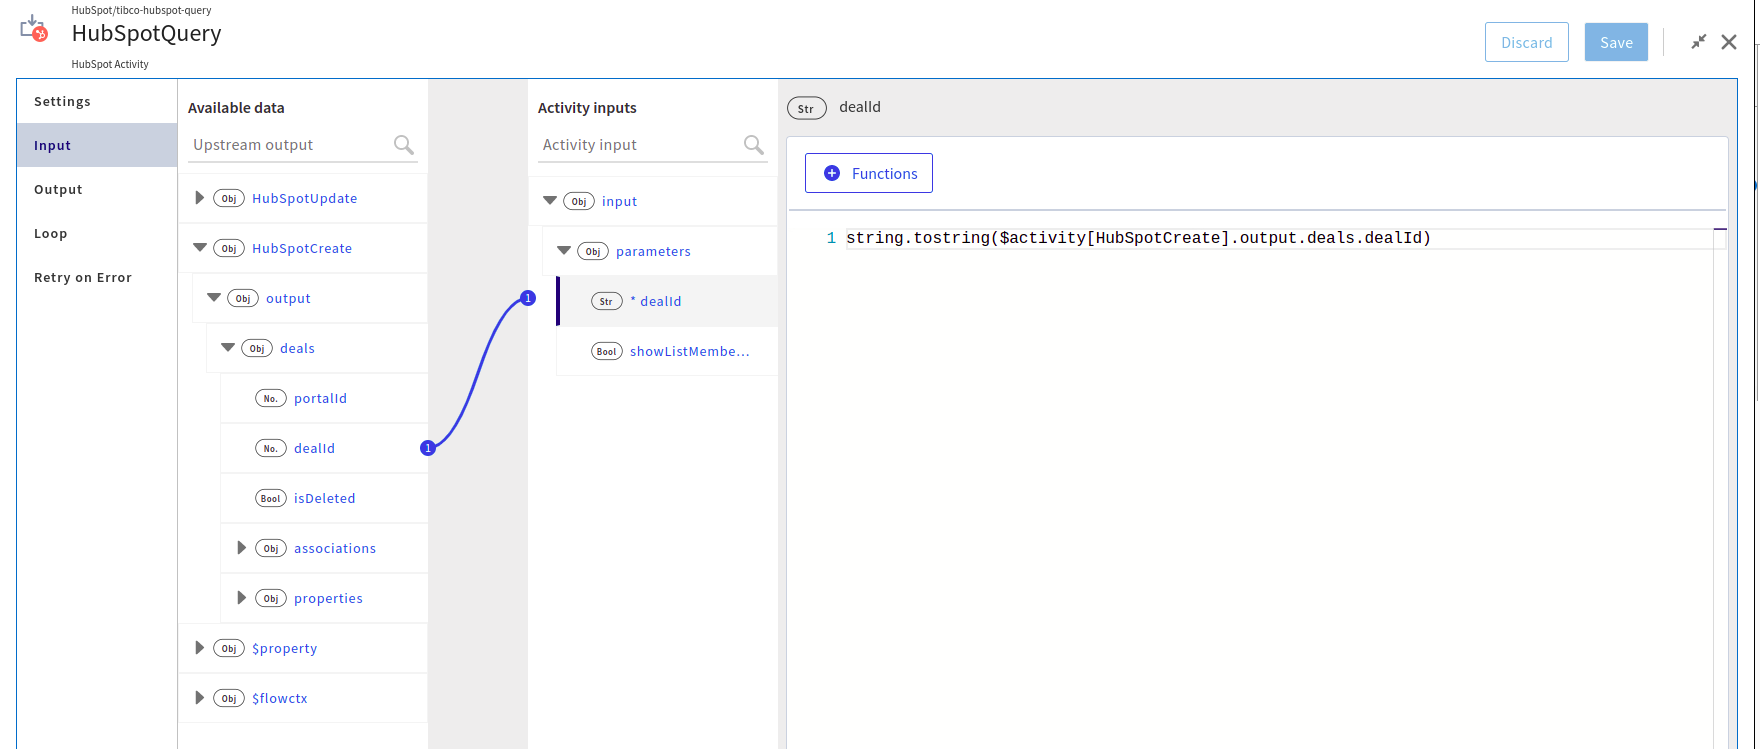 HubSpot/tibco-hubspot-query
HubSpotQuery
HubSpot Activity
Discard
Save
Settings
Input
Output
Loop
Retry on Error
Available data
Upstream output
Obj HubSpotUpdate
Obj HubSpotCreate
Obj output
Obj deals
No. portalId
No. dealId
1
Bool isDeleted
Obj associations
Obj properties
Obj $property
Obj $flowctx
Activity inputs
Activity input
Obj input
Obj parameters
1
Str * dealId
Bool showListMembe...
Str dealId
+ Functions
1 string.tostring($activity[HubSpotCreate].output.deals.dealId)